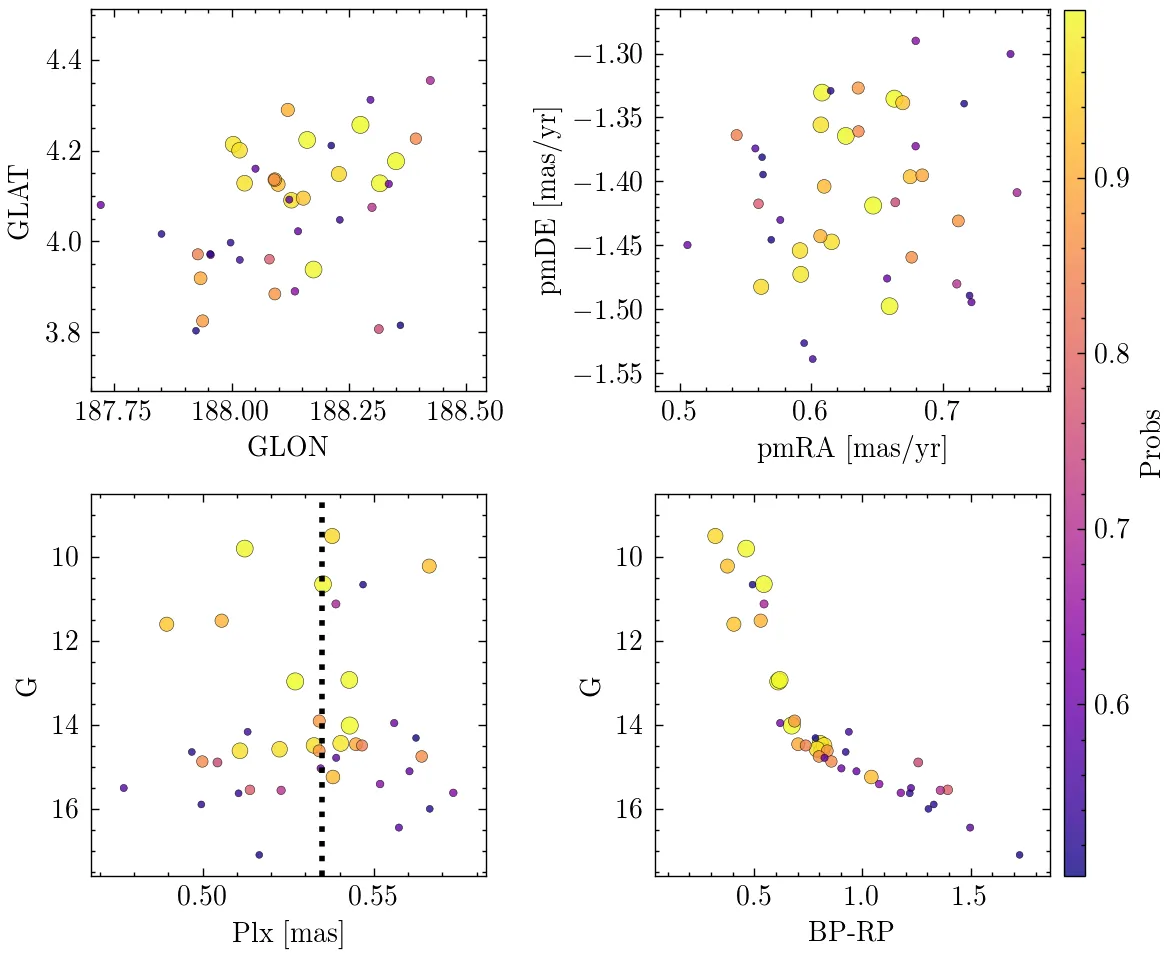 4.4
4.2
4.0
3.8
GLAT
187.75 188.00 188.25 188.50
GLON
−1.30
−1.35
−1.40
−1.45
−1.50
−1.55
pmDE [mas/yr]
0.5 0.6 0.7
pmRA [mas/yr]
10
12
14
16
G
0.50 0.55
Plx [mas]
10
12
14
16
G
0.5 1.0 1.5
BP-RP
0.9
0.8
0.7
0.6
Probs